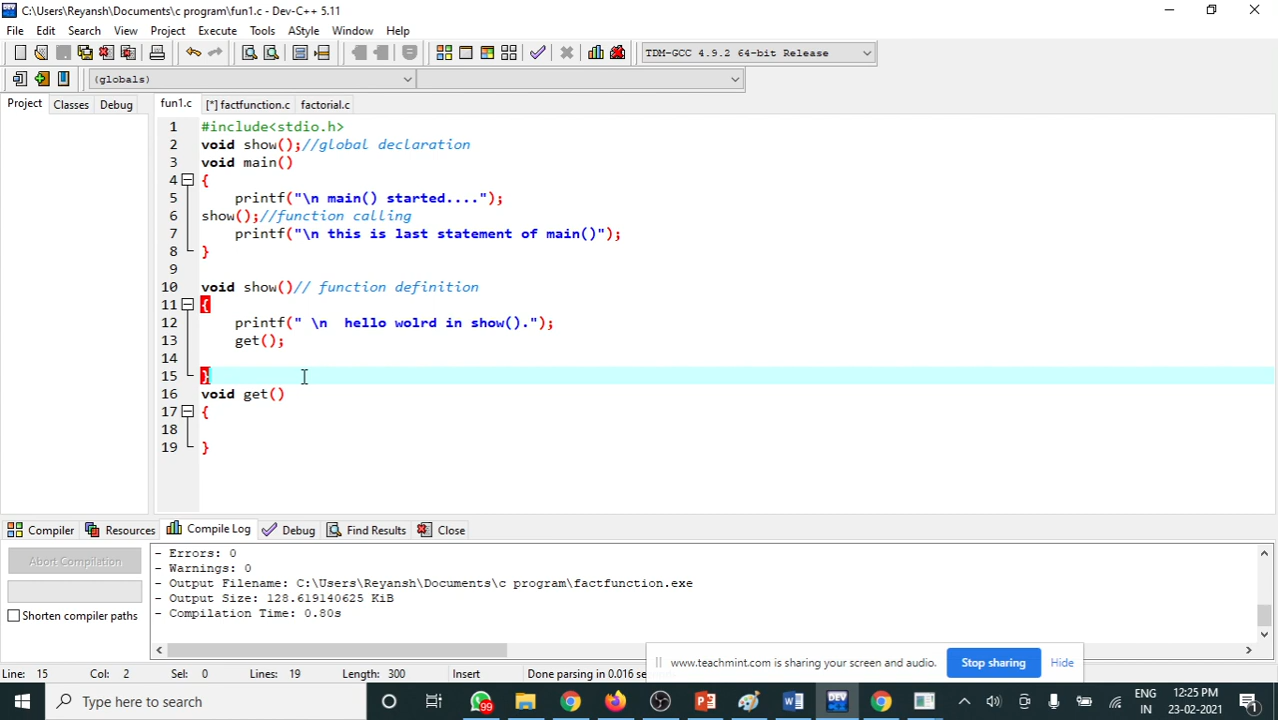 C:\Users\Reyansh\Documents\c program\fun1.c - Dev-C++ 5.11
File Edit Search View Project Execute Tools AStyle Window Help
TDM-GCC 4.9.2 64-bit Release
(globals)
Project Classes Debug fun1.c [*] factfunction.c factorial.c
1 #include<stdio.h>
2 void show();//global declaration
3 void main()
4 {
5 printf("\n main() started....");
6 show();//function calling
7 printf("\n this is last statement of main()");
8 }
9
10 void show()// function definition
11 {
12 printf(" \n  hello wolrd in show().");
13 get();
14
15 }
16 void get()
17 {
18
19 }
Compiler Resources Compile Log Debug Find Results Close
Abort Compilation
Shorten compiler paths
- Errors: 0
- Warnings: 0
- Output Filename: C:\Users\Reyansh\Documents\c program\factfunction.exe
- Output Size: 128.619140625 KiB
- Compilation Time: 0.80s
www.teachmint.com is sharing your screen and audio. Stop sharing Hide
Line: 15 Col: 2 Sel: 0 Lines: 19 Length: 300 Insert Done parsing in 0.016 se
Type here to search
99
DEV
ENG
IN
12:25 PM
23-02-2021
1